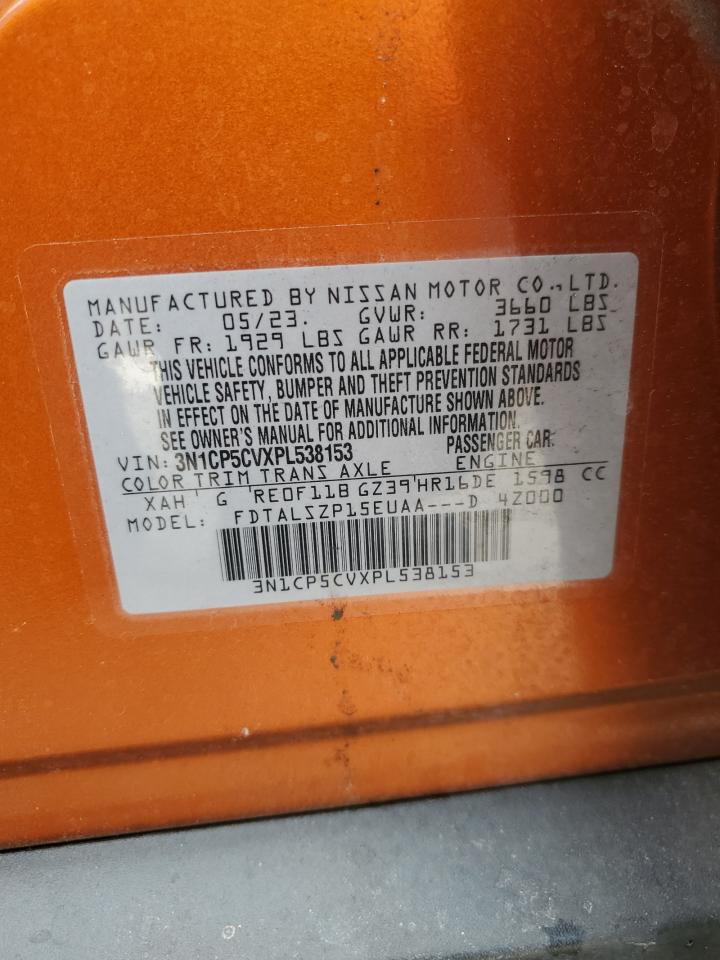 MANUFACTURED BY NISSAN MOTOR CO., LTD.
DATE: 05/23. GVWR: 3660 LBS
GAWR FR: 1929 LBS GAWR RR: 1731 LBS
THIS VEHICLE CONFORMS TO ALL APPLICABLE FEDERAL MOTOR
VEHICLE SAFETY, BUMPER AND THEFT PREVENTION STANDARDS
IN EFFECT ON THE DATE OF MANUFACTURE SHOWN ABOVE.
SEE OWNER'S MANUAL FOR ADDITIONAL INFORMATION.
VIN: 3N1CP5CVXPL538153 PASSENGER CAR.
COLOR TRIM TRANS AXLE ENGINE
XAH G RE0F11B GZ39 HR16DE 1598 CC
MODEL: FDTALSZP15EUAA---D 4Z000
3N1CP5CVXPL538153